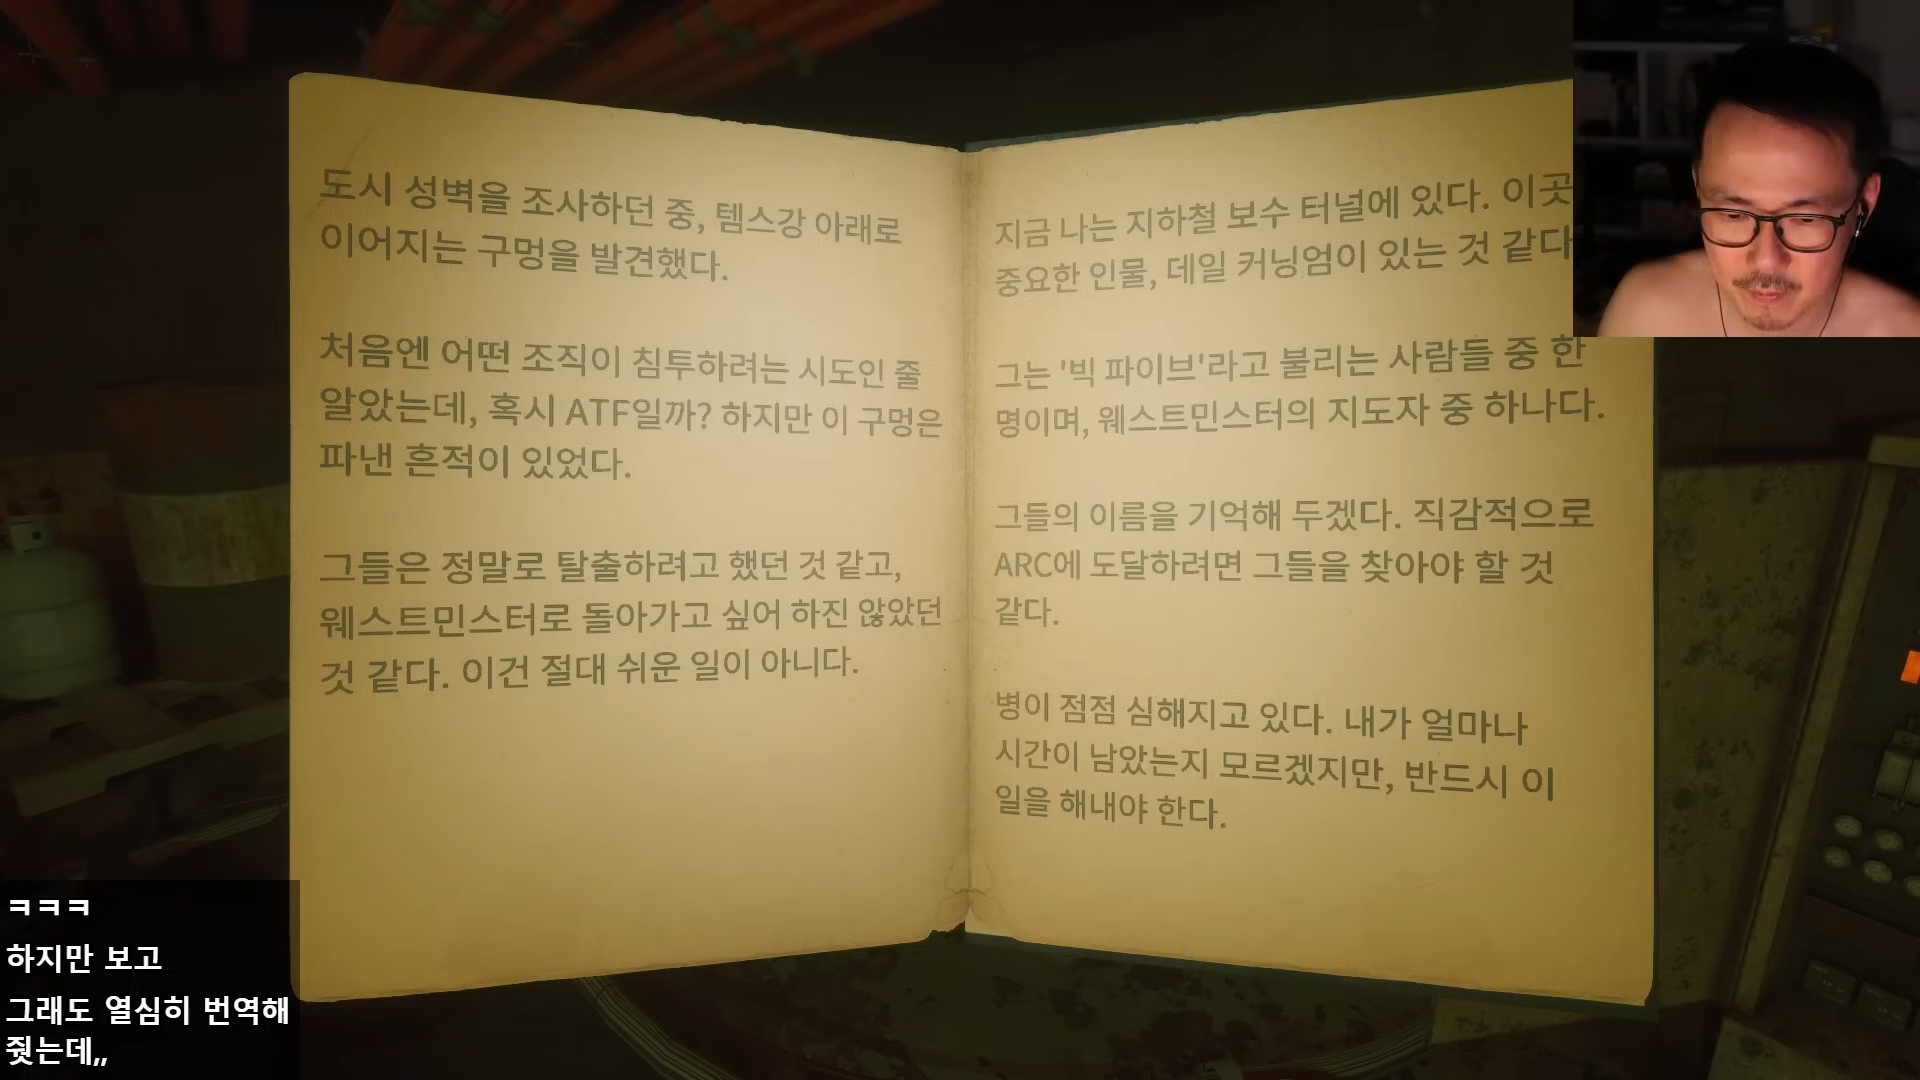 도시 성벽을 조사하던 중, 템스강 아래로
이어지는 구멍을 발견했다.
처음엔 어떤 조직이 침투하려는 시도인 줄
알았는데, 혹시 ATF일까? 하지만 이 구멍은
파낸 흔적이 있었다.
그들은 정말로 탈출하려고 했던 것 같고,
웨스트민스터로 돌아가고 싶어 하진 않았던
것 같다. 이건 절대 쉬운 일이 아니다.
지금 나는 지하철 보수 터널에 있다. 이곳
중요한 인물, 데일 커닝엄이 있는 것 같다
그는 '빅 파이브'라고 불리는 사람들 중 한
명이며, 웨스트민스터의 지도자 중 하나다.
그들의 이름을 기억해 두겠다. 직감적으로
ARC에 도달하려면 그들을 찾아야 할 것
같다.
병이 점점 심해지고 있다. 내가 얼마나
시간이 남았는지 모르겠지만, 반드시 이
일을 해내야 한다.
ㅋㅋㅋ
하지만 보고
그래도 열심히 번역해
줫는데,,